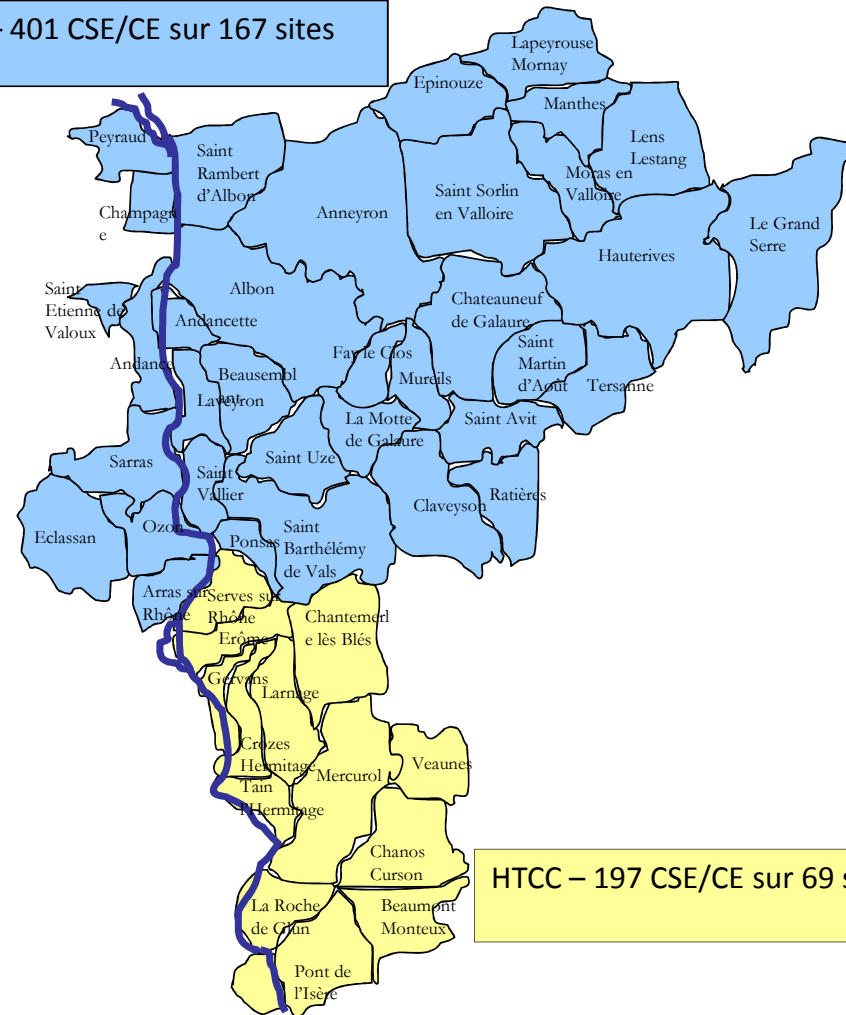 - 401 CSE/CE sur 167 sites
Lapeyrouse
Mornay
Epinouze
Manthes
Peyraud
Saint
Rambert
d'Albon
Lens
Lestang
Moras en
Valloire
Saint Sorlin
en Valloire
Anneyron
Champagn
e
Le Grand
Serre
Hauterives
Saint
Etienne de
Valoux
Albon
Chateauneuf
de Galaure
Andancette
Saint
Martin
d'Août
Fay le Clos
Andance
Beausembl
ant
Mureils
Tersanne
Laveyron
La Motte
de Galaure
Saint Avit
Sarras
Saint Uze
Saint
Vallier
Claveyson
Ratières
Eclassan
Ozon
Ponsas
Saint
Barthélémy
de Vals
Arras sur
Rhône
Serves sur
Rhône
Chantemerl
e lès Blés
Erôme
Gervans
Larnage
Crozes
Hermitage
Mercurol
Veaunes
Tain
l'Hermitage
Chanos
Curson
HTCC – 197 CSE/CE sur 69 s
La Roche
de Glun
Beaumont
Monteux
Pont de
l'Isère